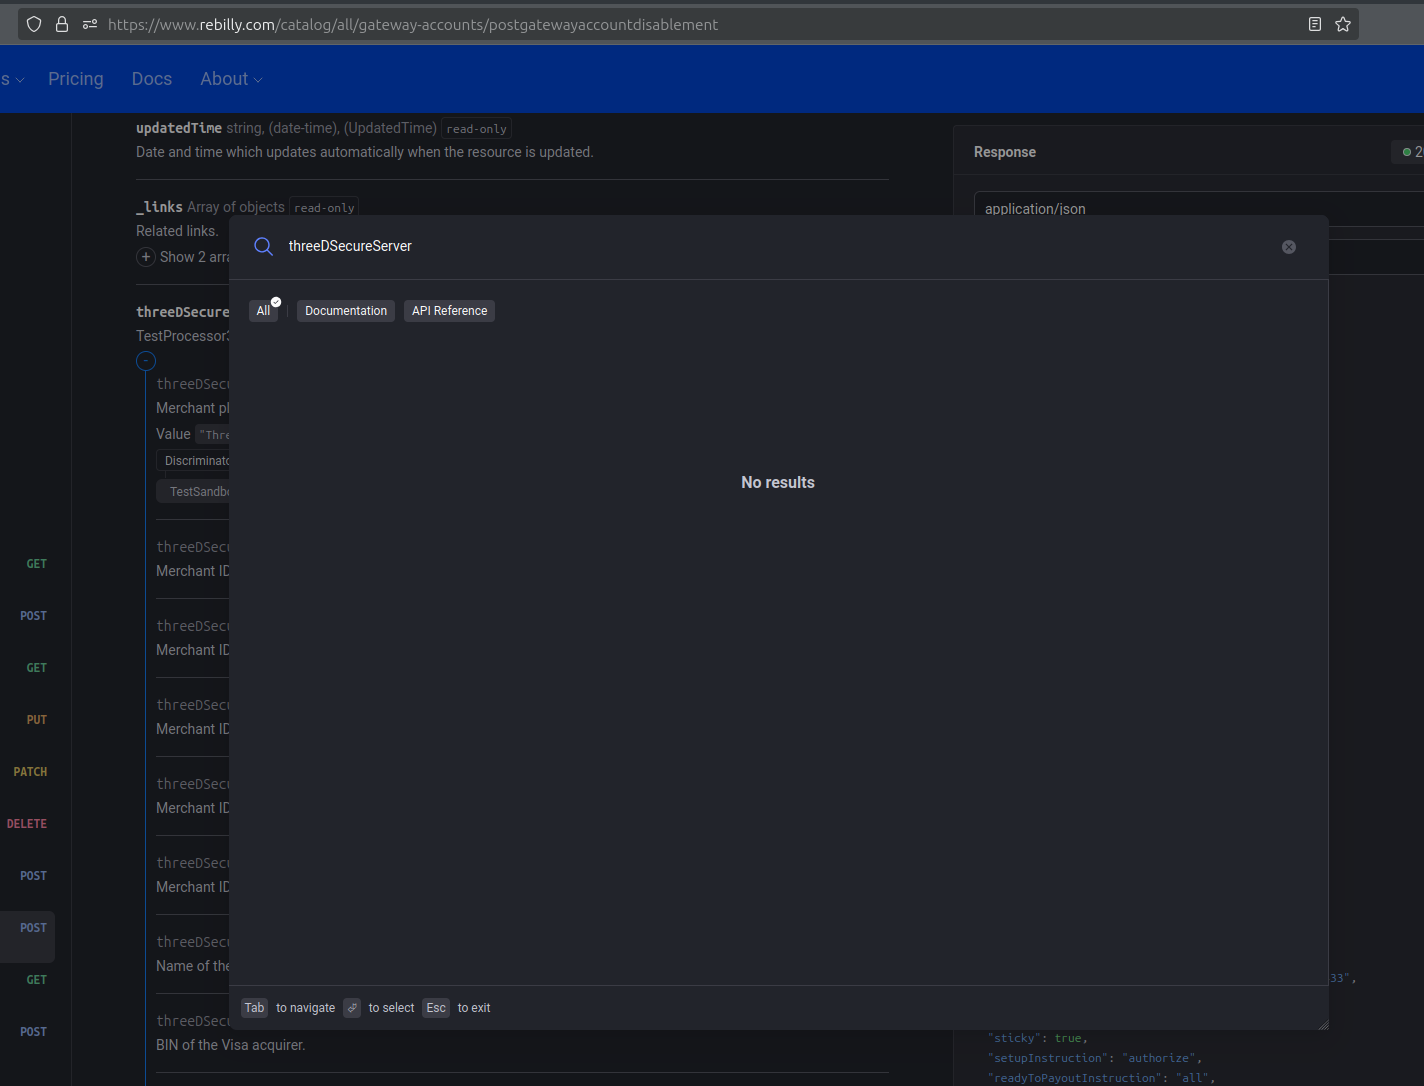 https://www.rebilly.com/catalog/all/gateway-accounts/postgatewayaccountdisablement
s Pricing Docs About
updatedTime string, (date-time), (UpdatedTime) read-only
Date and time which updates automatically when the resource is updated.
_links Array of objects read-only
Related links.
+ Show 2 arra
threeDSecure
TestProcessor3
-
threeDSecu
Merchant pl
Value "Thre
Discriminato
TestSandbo
threeDSecu
Merchant ID
threeDSecu
Merchant ID
threeDSecu
Merchant ID
threeDSecu
Merchant ID
threeDSecu
Merchant ID
threeDSecu
Name of the
threeDSecu
BIN of the Visa acquirer.
GET
POST
GET
PUT
PATCH
DELETE
POST
POST
GET
POST
threeDSecureServer
All Documentation API Reference
No results
Tab to navigate to select Esc to exit
Response 20
application/json
33",
"sticky": true,
"setupInstruction": "authorize",
"readyToPayoutInstruction": "all",